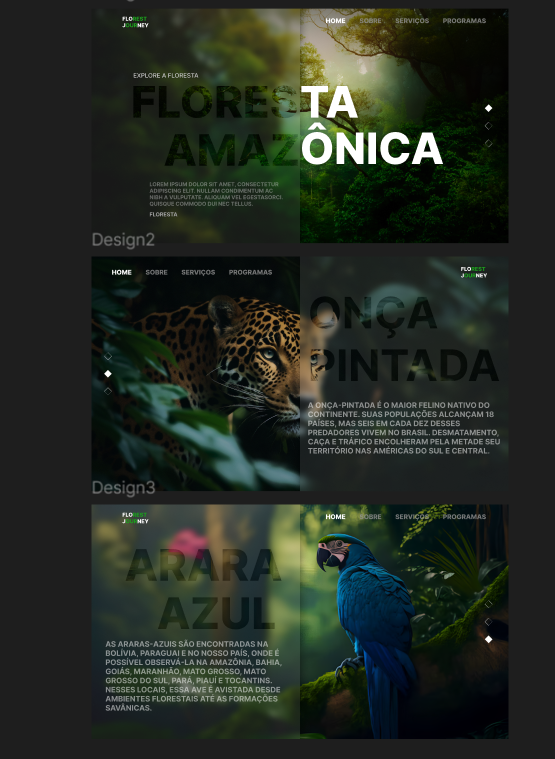 FLOREST
JOURNEY
HOME SOBRE SERVIÇOS PROGRAMAS
EXPLORE A FLORESTA
FLORESTA
AMAZÔNICA
LOREM IPSUM DOLOR SIT AMET, CONSECTETUR
ADIPISCING ELIT. NULLAM CONDIMENTUM AC
NIBH A VULPUTATE. ALIQUAM VEL EGESTASORCI.
QUISQUE COMMODO DUI NEC TELLUS.
FLORESTA
Design2
HOME SOBRE SERVIÇOS PROGRAMAS
FLOREST
JOURNEY
ONÇA
PINTADA
A ONÇA-PINTADA É O MAIOR FELINO NATIVO DO
CONTINENTE. SUAS POPULAÇÕES ALCANÇAM 18
PAÍSES, MAS SEIS EM CADA DEZ DESSES
PREDADORES VIVEM NO BRASIL. DESMATAMENTO,
CAÇA E TRÁFICO ENCOLHERAM PELA METADE SEU
TERRITÓRIO NAS AMÉRICAS DO SUL E CENTRAL.
Design3
FLOREST
JOURNEY
HOME SOBRE SERVIÇOS PROGRAMAS
ARARA
AZUL
AS ARARAS-AZUIS SÃO ENCONTRADAS NA
BOLÍVIA, PARAGUAI E NO NOSSO PAÍS, ONDE É
POSSÍVEL OBSERVÁ-LA NA AMAZÔNIA, BAHIA,
GOIÁS, MARANHÃO, MATO GROSSO, MATO
GROSSO DO SUL, PARÁ, PIAUÍ E TOCANTINS.
NESSES LOCAIS, ESSA AVE É AVISTADA DESDE
AMBIENTES FLORESTAIS ATÉ AS FORMAÇÕES
SAVÂNICAS.